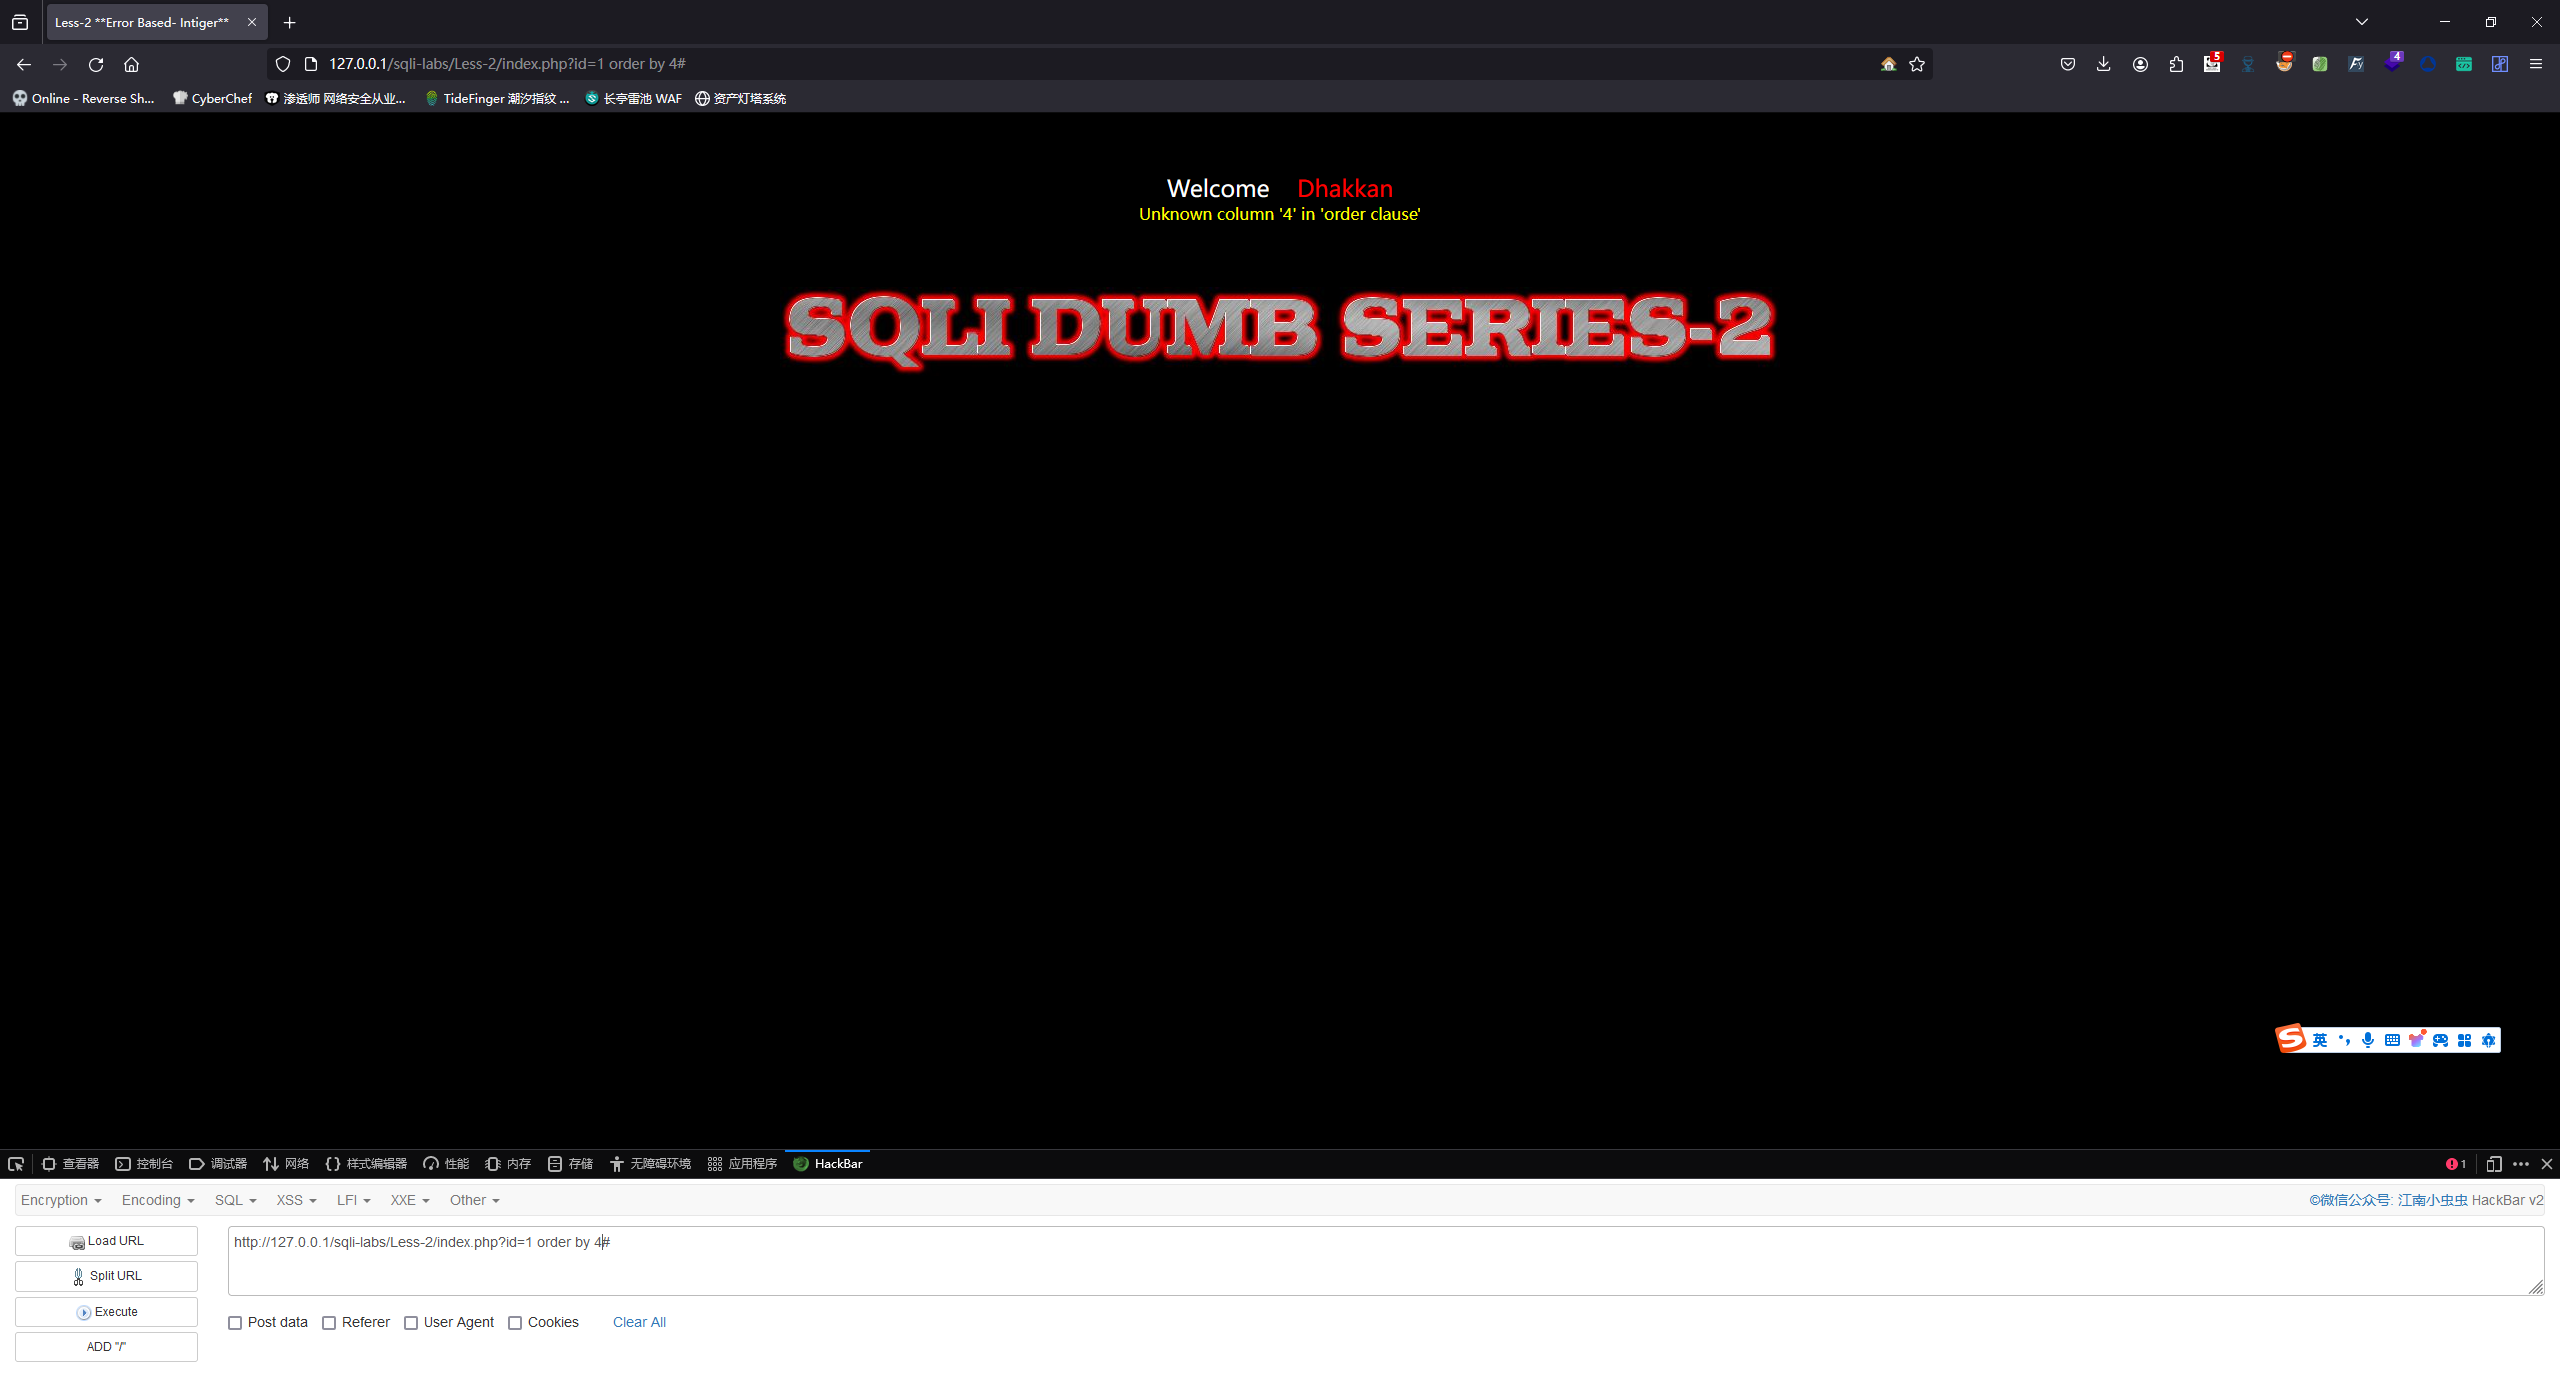 Less-2 **Error Based- Intiger**
127.0.0.1/sqli-labs/Less-2/index.php?id=1 order by 4#
5
4
Online - Reverse Sh... CyberChef 渗透师 网络安全从业... TideFinger 潮汐指纹 ... 长亭雷池 WAF 资产灯塔系统
Welcome Dhakkan
Unknown column '4' in 'order clause'
SQLI DUMB SERIES-2
英
查看器 控制台 调试器 网络 样式编辑器 性能 内存 存储 无障碍环境 应用程序 HackBar 1
Encryption Encoding SQL XSS LFI XXE Other ©微信公众号: 江南小虫虫 HackBar v2
Load URL http://127.0.0.1/sqli-labs/Less-2/index.php?id=1 order by 4#
Split URL
Execute
Post data Referer User Agent Cookies Clear All
ADD "/"